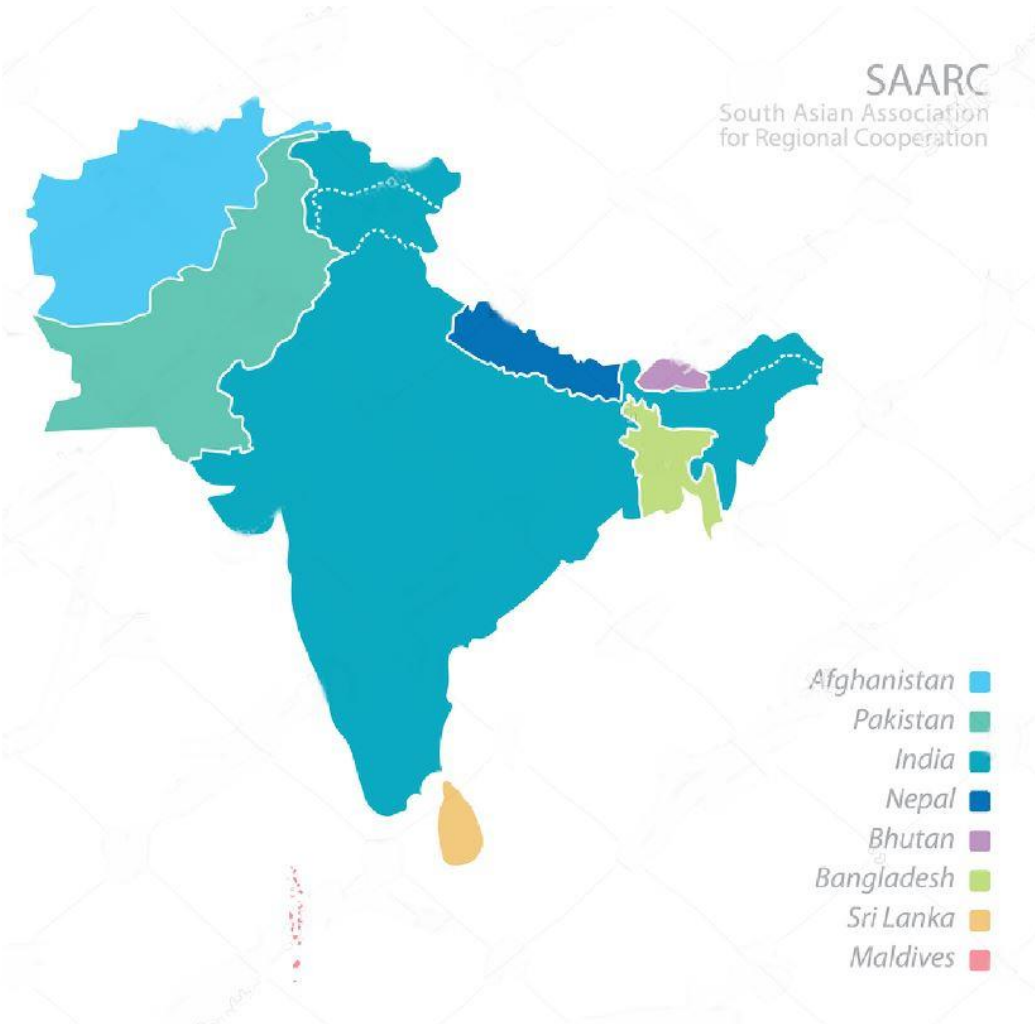 SAARC
South Asian Association
for Regional Cooperation
Afghanistan
Pakistan
India
Nepal
Bhutan
Bangladesh
Sri Lanka
Maldives